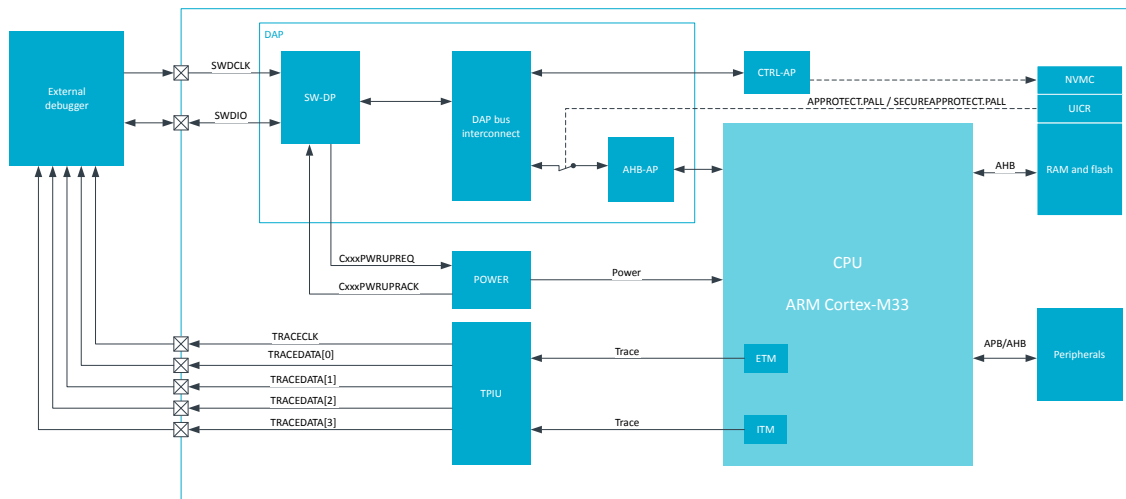 DAP
External
debugger
SWDCLK
SWDIO
SW-DP
DAP bus
interconnect
CTRL-AP
NVMC
APPROTECT.PALL / SECUREAPPROTECT.PALL
UICR
AHB-AP
AHB
RAM and flash
CxxxPWRUPREQ
CxxxPWRUPRACK
POWER
Power
CPU
ARM Cortex-M33
TRACECLK
TRACEDATA[0]
TRACEDATA[1]
TRACEDATA[2]
TRACEDATA[3]
TPIU
Trace
ETM
Trace
ITM
APB/AHB
Peripherals